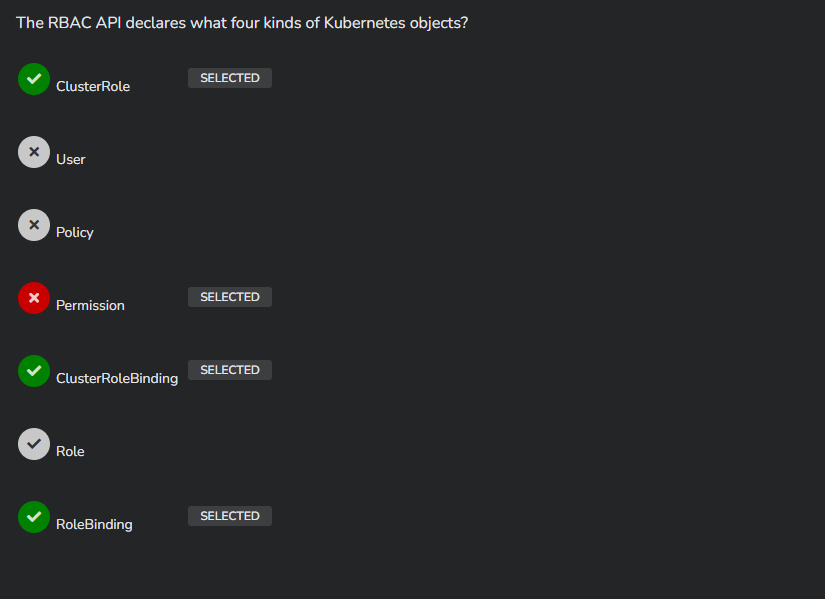 The RBAC API declares what four kinds of Kubernetes objects?
ClusterRole SELECTED
User
Policy
Permission SELECTED
ClusterRoleBinding SELECTED
Role
RoleBinding SELECTED